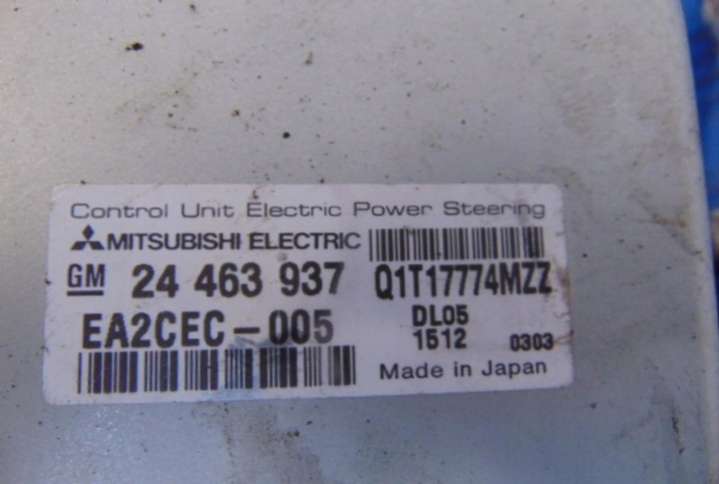 Control Unit Electric Power Steering
MITSUBISHI ELECTRIC
GM 24 463 937 Q1T17774MZZ
EA2CEC-005 DL05
1512 0303
Made in Japan